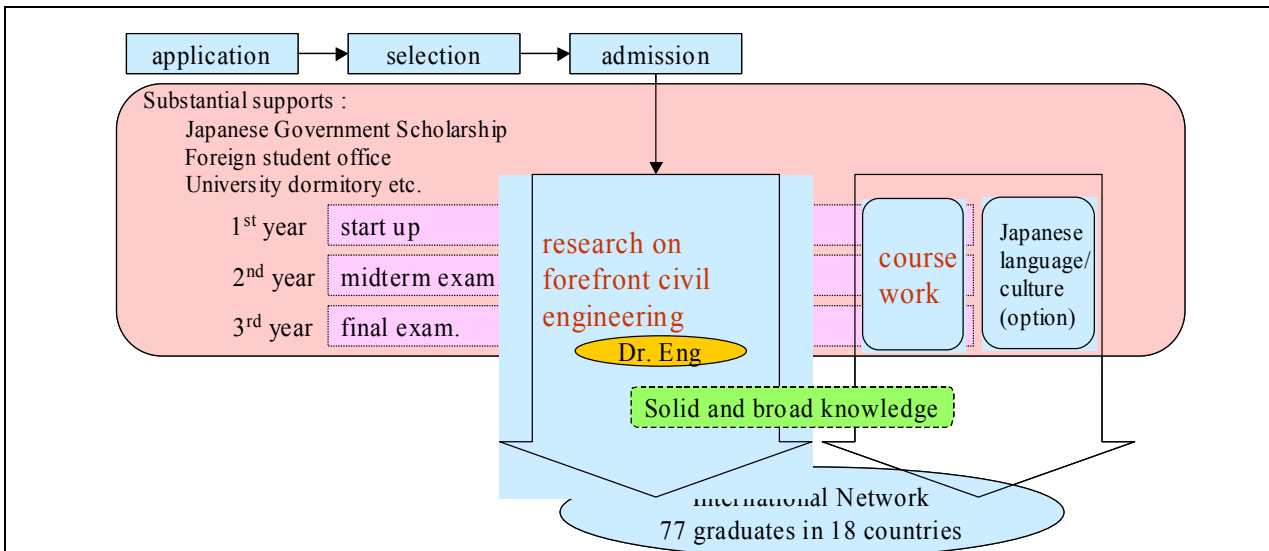 application
selection
admission
Substantial supports :
Japanese Government Scholarship
Foreign student office
University dormitory etc.
1st year
start up
2nd year
midterm exam.
3rd year
final exam.
research on
forefront civil
engineering
Dr. Eng
course
work
Japanese
language/
culture
(option)
Solid and broad knowledge
International Network
77 graduates in 18 countries